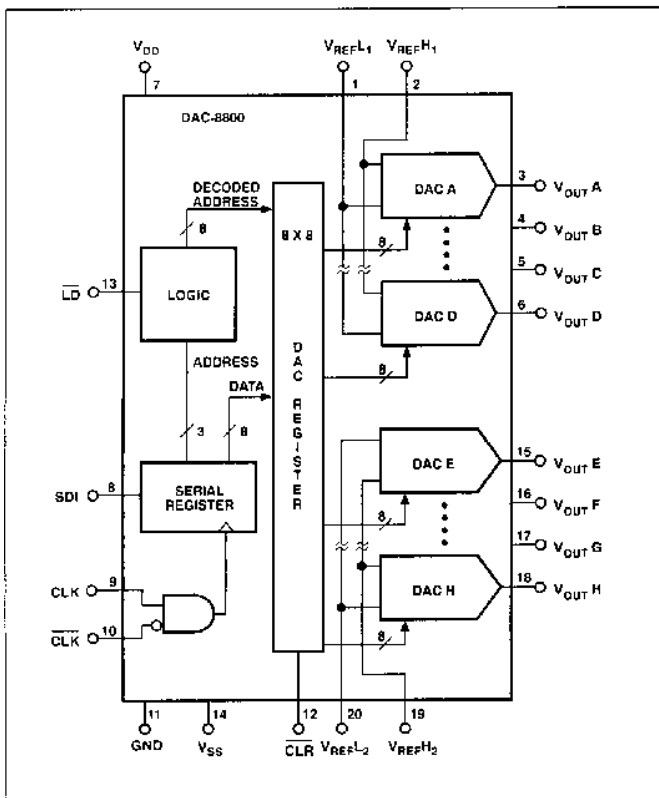 VDD
VREFL1
VREFH1
7
1
2
DAC-8800
DECODED
ADDRESS
8
8 X 8
DAC REGISTER
DAC A
3
VOUT A
8
4
VOUT B
5
VOUT C
LD
13
LOGIC
DAC D
6
VOUT D
ADDRESS
DATA
8
3
8
SDI
8
SERIAL
REGISTER
DAC E
15
VOUT E
8
16
VOUT F
17
VOUT G
CLK
9
CLK
10
DAC H
18
VOUT H
8
11
14
12
20
19
GND
VSS
CLR
VREFL2
VREFH2